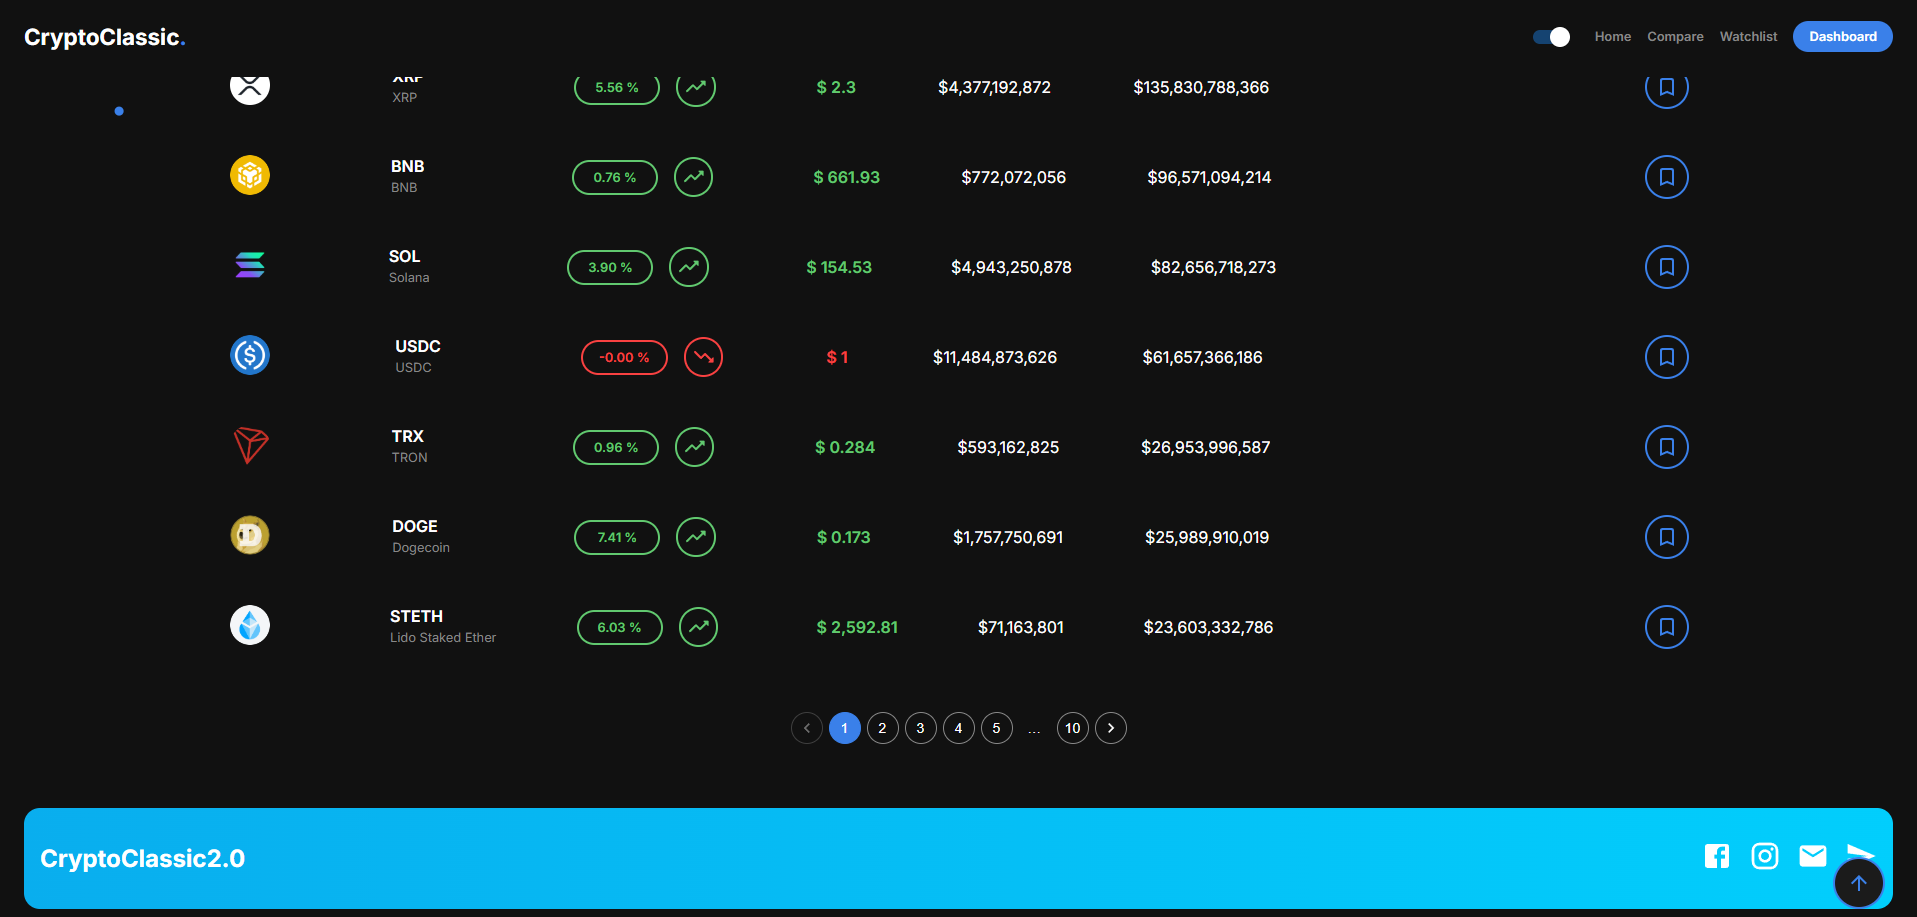 CryptoClassic.
Home Compare Watchlist Dashboard
XRP
XRP
5.56 % $ 2.3 $4,377,192,872 $135,830,788,366
BNB
BNB
0.76 % $ 661.93 $772,072,056 $96,571,094,214
SOL
Solana
3.90 % $ 154.53 $4,943,250,878 $82,656,718,273
USDC
USDC
-0.00 % $ 1 $11,484,873,626 $61,657,366,186
TRX
TRON
0.96 % $ 0.284 $593,162,825 $26,953,996,587
DOGE
Dogecoin
7.41 % $ 0.173 $1,757,750,691 $25,989,910,019
STETH
Lido Staked Ether
6.03 % $ 2,592.81 $71,163,801 $23,603,332,786
1 2 3 4 5 ... 10
CryptoClassic2.0